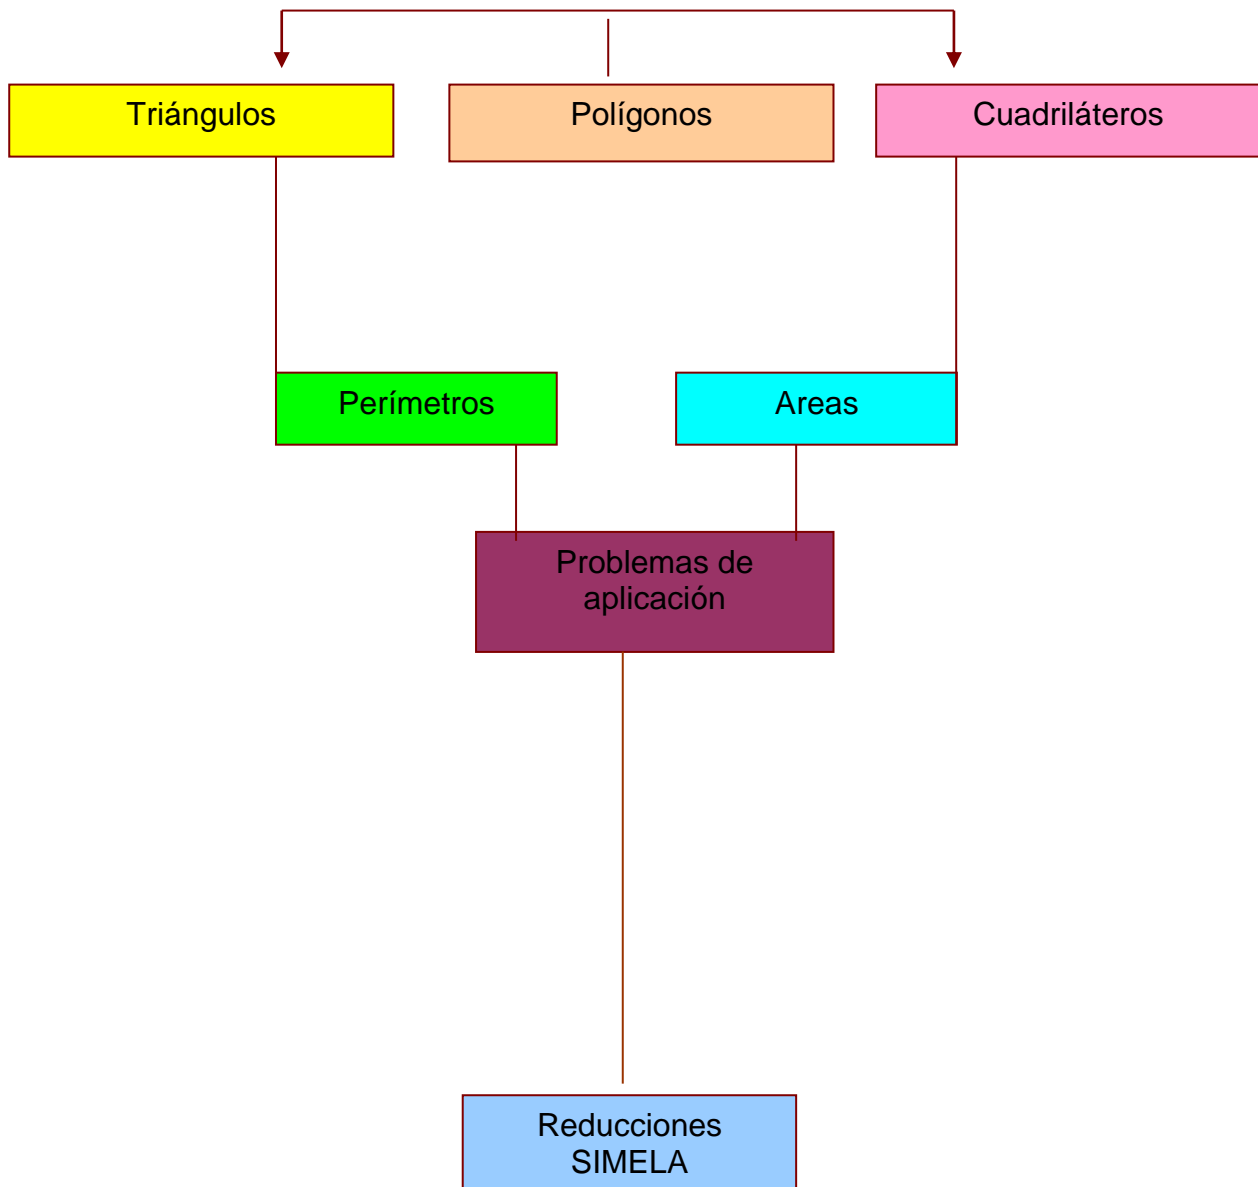 Triángulos
Polígonos
Cuadriláteros
Perímetros
Areas
Problemas de
aplicación
Reducciones
SIMELA